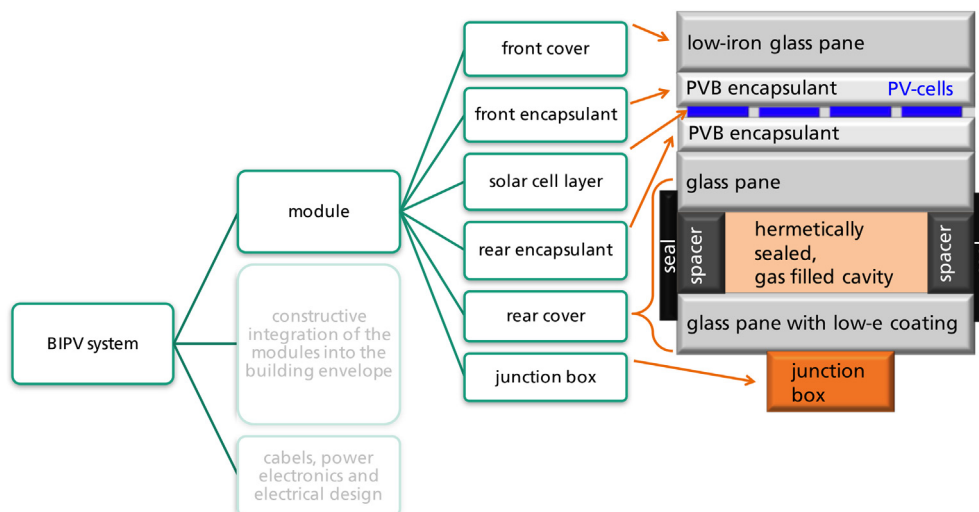 BIPV system
module
constructive
integration of the
modules into the
building envelope
cabels, power
electronics and
electrical design
front cover
front encapsulant
solar cell layer
rear encapsulant
rear cover
junction box
low-iron glass pane
PVB encapsulant PV-cells
PVB encapsulant
glass pane
seal
spacer
hermetically
sealed,
gas filled cavity
spacer
glass pane with low-e coating
junction
box